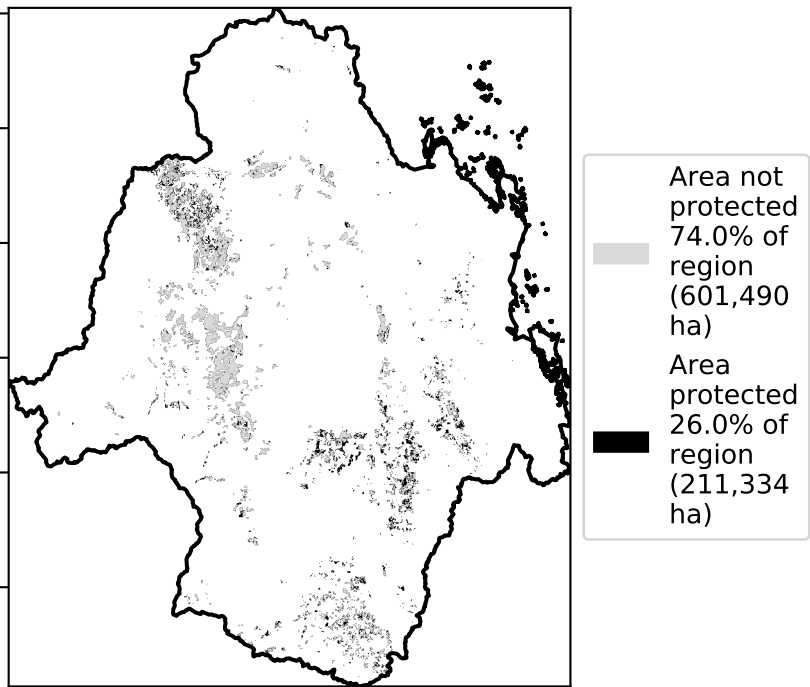 Area not
protected
74.0% of
region
(601,490
ha)
Area
protected
26.0% of
region
(211,334
ha)